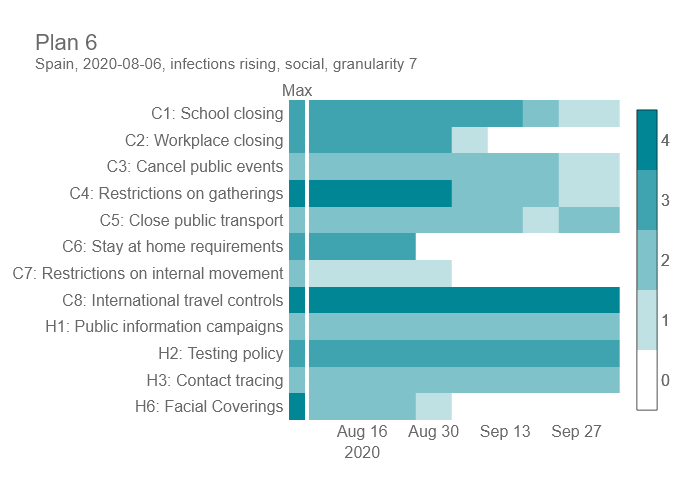 Plan 6
Spain, 2020-08-06, infections rising, social, granularity 7
Max
C1: School closing
C2: Workplace closing
C3: Cancel public events
C4: Restrictions on gatherings
C5: Close public transport
C6: Stay at home requirements
C7: Restrictions on internal movement
C8: International travel controls
H1: Public information campaigns
H2: Testing policy
H3: Contact tracing
H6: Facial Coverings
4
3
2
1
0
Aug 16 Aug 30 Sep 13 Sep 27
2020